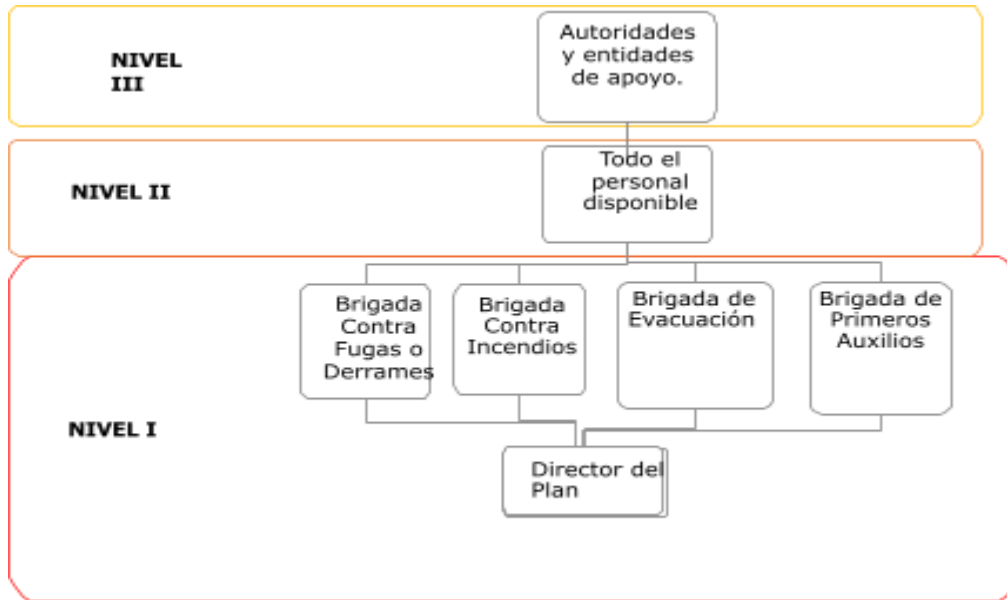 NIVEL
III
Autoridades
y entidades
de apoyo.
NIVEL II
Todo el
personal
disponible
NIVEL I
Brigada
Contra
Fugas o
Derrames
Brigada
Contra
Incendios
Brigada de
Evacuación
Brigada de
Primeros
Auxilios
Director del
Plan